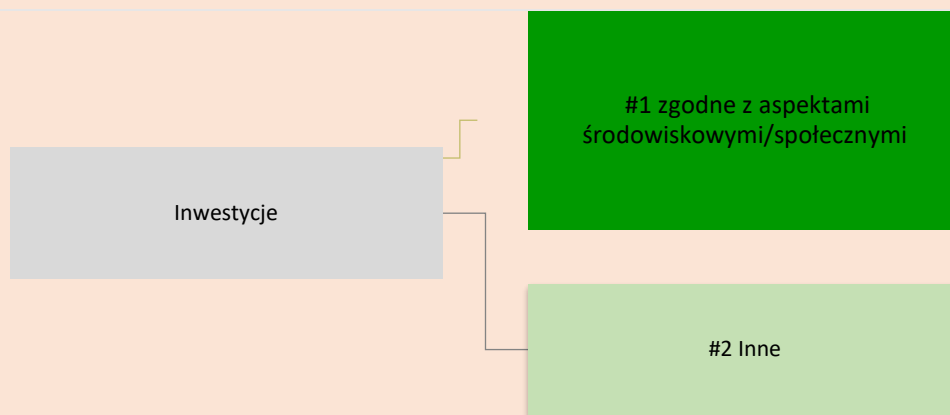 #1 zgodne z aspektami
środowiskowymi/społecznymi
Inwestycje
#2 Inne